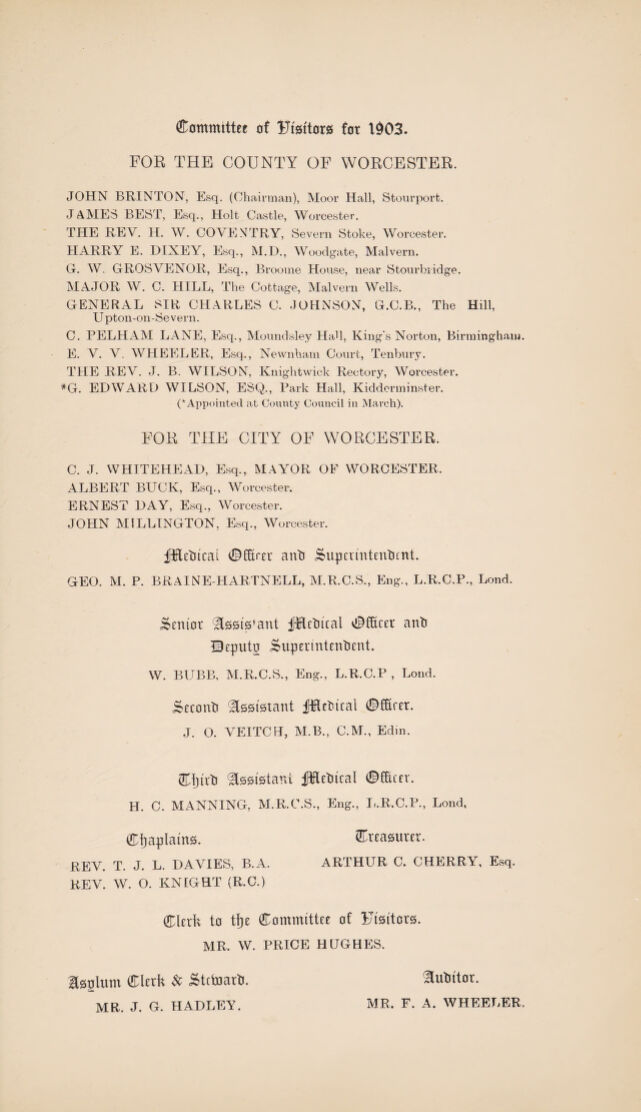 Committee of Visitors for 1903.
FOR THE COUNTY OF WORCESTER.
JOHN BRINTON, Esq. (Chairman), Moor Hall, Stourport.
JAMES BEST, Esq., Holt Castle, Worcester.
THE REV. H. W. COVENTRY, Severn Stoke, Worcester.
HARRY E. DIXEY, Esq., M.D., Woodgate, Malvern.
G. W. GROSVENOR, Esq., Broome House, near Stourbridge.
MAJOR W. C. HILL, The Cottage, Malvern Wells.
GENERAL SIR CHARLES C. JOHNSON, G.C.B., The Hill,
Upton-on-Severn.
C. PELHAM LANE, Esq., Moundsley Hall, King's Norton, Birmingham.
E. V. V. WHEELER, Esq., Newnham Court, Tenbury.
THE REV. J. B. WILSON, Knightwick Rectory, Worcester.
*G. EDWARD WILSON, ESQ., Park Hall, Kidderminster.
(*Appointed at County Council in March).
FOR THE CITY OF WORCESTER.
C. J. WHITEHEAD, Esq., MAYOR OF WORCESTER.
ALBERT BUCK, Esq., Worcester.
ERNEST DAY, Esq., Worcester.
JOHN MILLINGTON, Esq., Worcester.
Medical Officer and Superintendent.
GEO. M. P. BRAINE-HARTNELL, M.R.C.S., Eng., L.R.C.P., Lond.
Senior Assis'ant Medical Officer and
Deputy Superintendent.
W. BUBB, M.R.C.S., Eng., L.R.C.P , Lond.
Second Assistant Medical Officer.
J. O. VEITCH, M.B., C.M., Edin.
Third Assistant Medical Officer.
H. C. MANNING, M.R.C.S., Eng., L.R.C.P., Lond,
Chaplains.
REV. T. J. L. DAVIES, B.A.
REV. W. O. KNIGHT (R.C.)
Treasurer.
ARTHUR C. CHERRY, Esq.
Clerk to the Committee of Visitors.
MR. W. PRICE HUGHES.
Asylum Clerk & Steward.
MR. J. G. HADLEY.
Auditor.
MR. F. A. WHEELER.